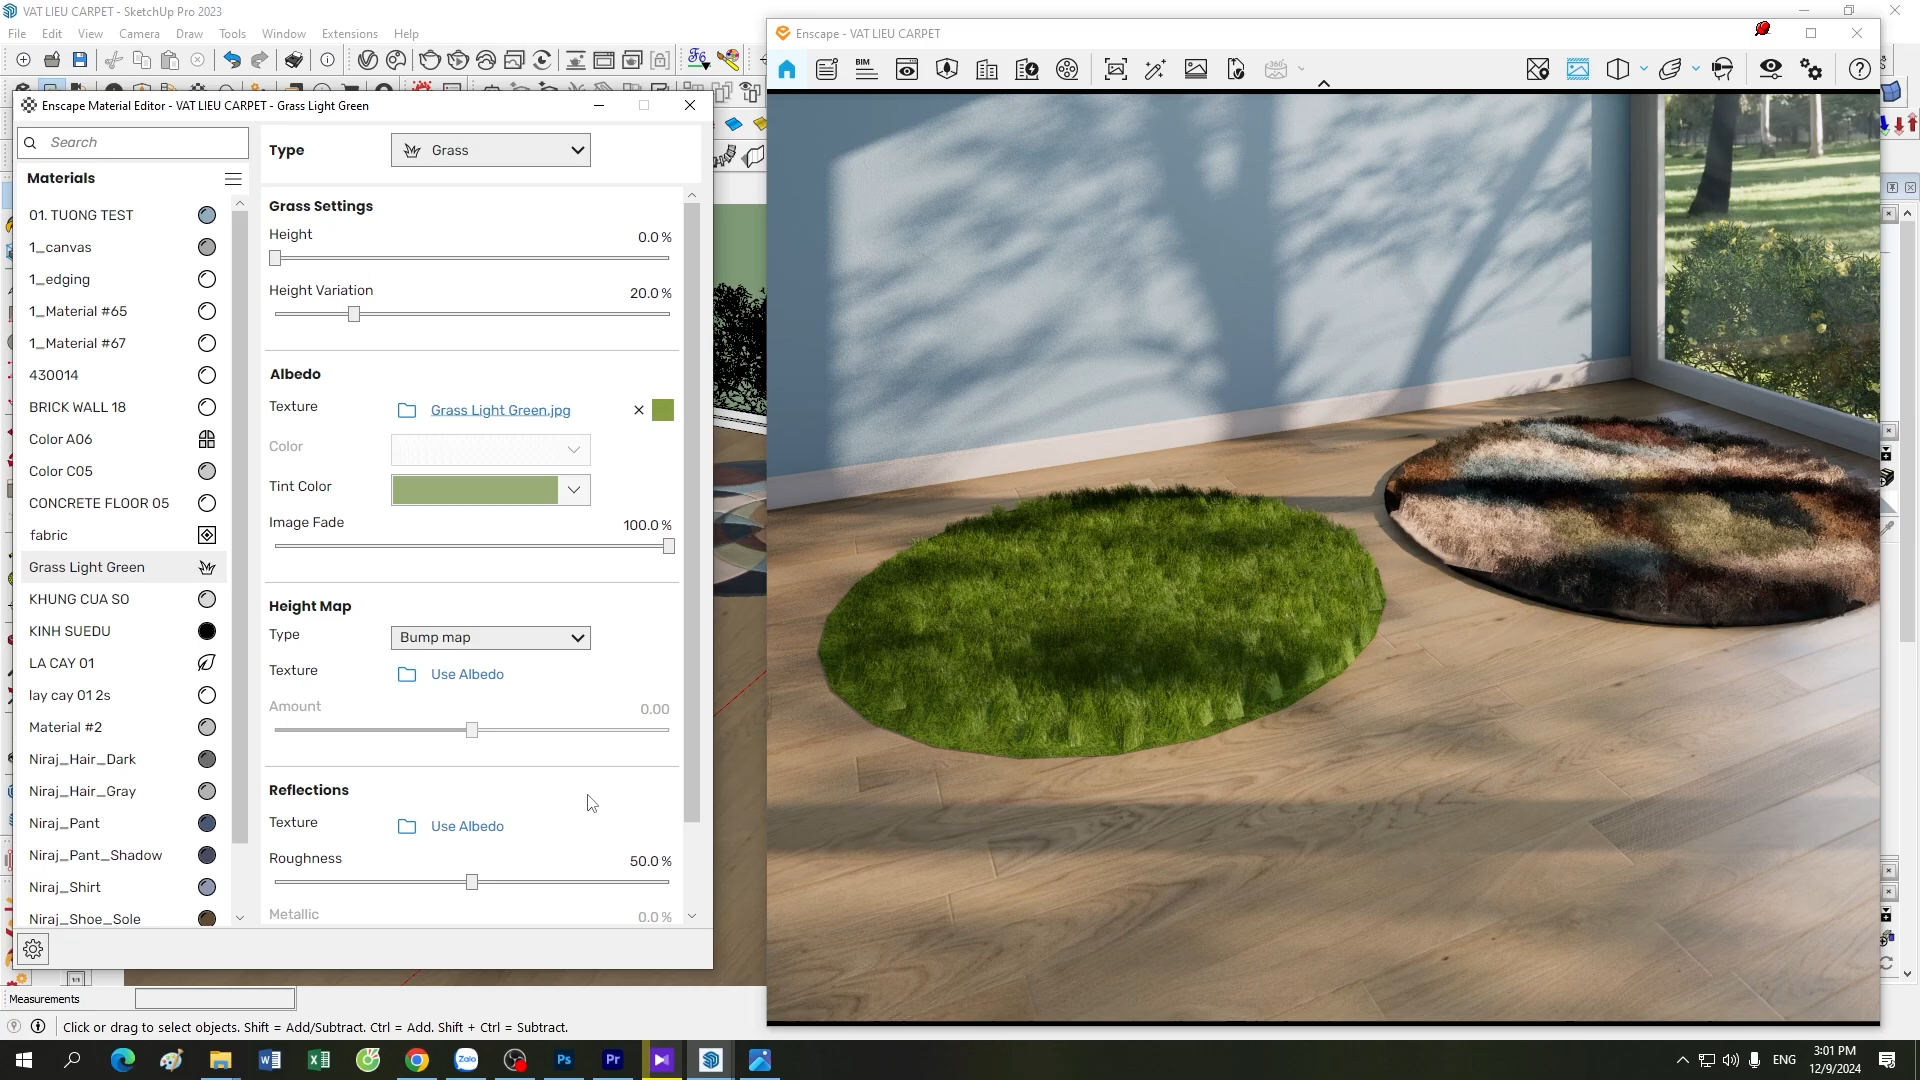 VAT LIEU CARPET - SketchUp Pro 2023
File Edit View Camera Draw Tools Window Extensions Help
Enscape - VAT LIEU CARPET
BIM
Enscape Material Editor - VAT LIEU CARPET - Grass Light Green
Search
Materials
01. TUONG TEST
1_canvas
1_edging
1_Material #65
1_Material #67
430014
BRICK WALL 18
Color A06
Color C05
CONCRETE FLOOR 05
fabric
Grass Light Green
KHUNG CUA SO
KINH SUEDU
LA CAY 01
lay cay 01 2s
Material #2
Niraj_Hair_Dark
Niraj_Hair_Gray
Niraj_Pant
Niraj_Pant_Shadow
Niraj_Shirt
Niraj_Shoe_Sole
Type Grass
Grass Settings
Height 0.0 %
Height Variation 20.0 %
Albedo
Texture Grass Light Green.jpg
Color
Tint Color
Image Fade 100.0 %
Height Map
Type Bump map
Texture Use Albedo
Amount 0.00
Reflections
Texture Use Albedo
Roughness 50.0 %
Metallic 0.0 %
Measurements
Click or drag to select objects. Shift = Add/Subtract. Ctrl = Add. Shift + Ctrl = Subtract.
Zalo
Ps
Pr
ENG
3:01 PM
12/9/2024